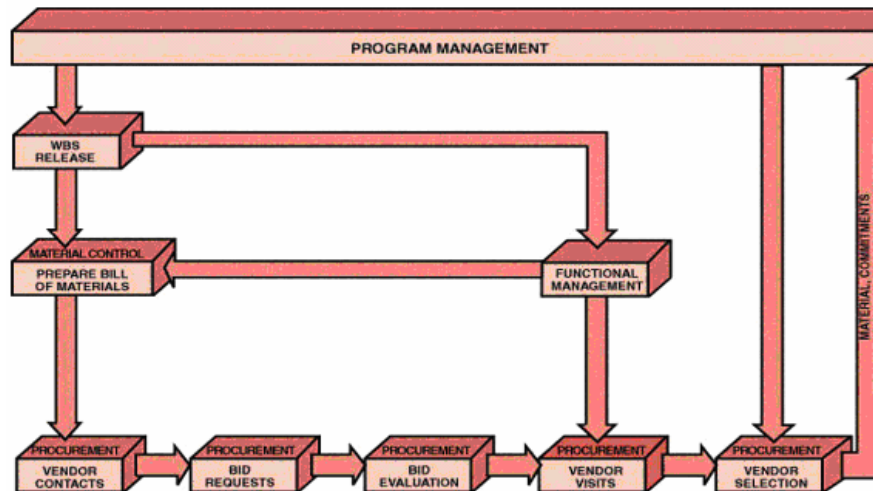 PROGRAM MANAGEMENT
WBS
RELEASE
MATERIAL CONTROL
PREPARE BILL
OF MATERIALS
FUNCTIONAL
MANAGEMENT
MATERIAL, COMMITMENTS
PROCUREMENT
VENDOR
CONTACTS
PROCUREMENT
BID
REQUESTS
PROCUREMENT
BID
EVALUATION
PROCUREMENT
VENDOR
VISITS
PROCUREMENT
VENDOR
SELECTION